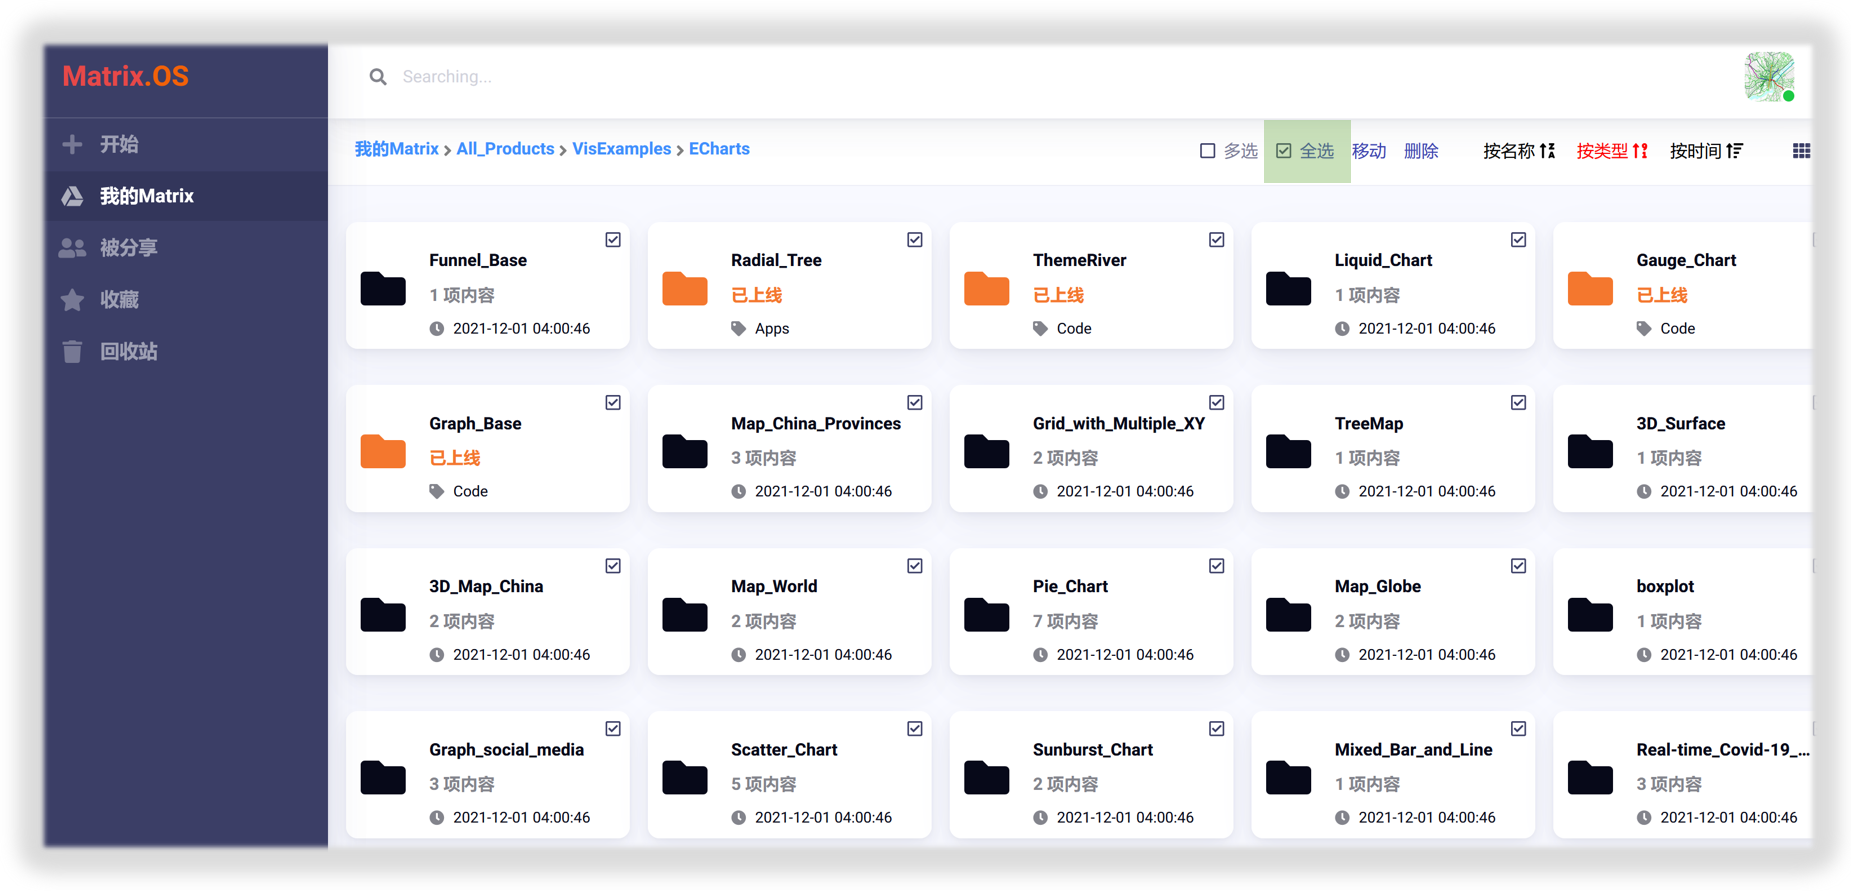 Matrix.OS
Searching...
开始
我的Matrix
被分享
收藏
回收站
我的Matrix > All_Products > VisExamples > ECharts
多选 全选 移动 删除 按名称 按类型 按时间
Funnel_Base
1 项内容
2021-12-01 04:00:46
Radial_Tree
已上线
Apps
ThemeRiver
已上线
Code
Liquid_Chart
1 项内容
2021-12-01 04:00:46
Gauge_Chart
已上线
Code
Graph_Base
已上线
Code
Map_China_Provinces
3 项内容
2021-12-01 04:00:46
Grid_with_Multiple_XY
2 项内容
2021-12-01 04:00:46
TreeMap
1 项内容
2021-12-01 04:00:46
3D_Surface
1 项内容
2021-12-01 04:00:46
3D_Map_China
2 项内容
2021-12-01 04:00:46
Map_World
2 项内容
2021-12-01 04:00:46
Pie_Chart
7 项内容
2021-12-01 04:00:46
Map_Globe
2 项内容
2021-12-01 04:00:46
boxplot
1 项内容
2021-12-01 04:00:46
Graph_social_media
3 项内容
2021-12-01 04:00:46
Scatter_Chart
5 项内容
2021-12-01 04:00:46
Sunburst_Chart
2 项内容
2021-12-01 04:00:46
Mixed_Bar_and_Line
1 项内容
2021-12-01 04:00:46
Real-time_Covid-19_...
3 项内容
2021-12-01 04:00:46